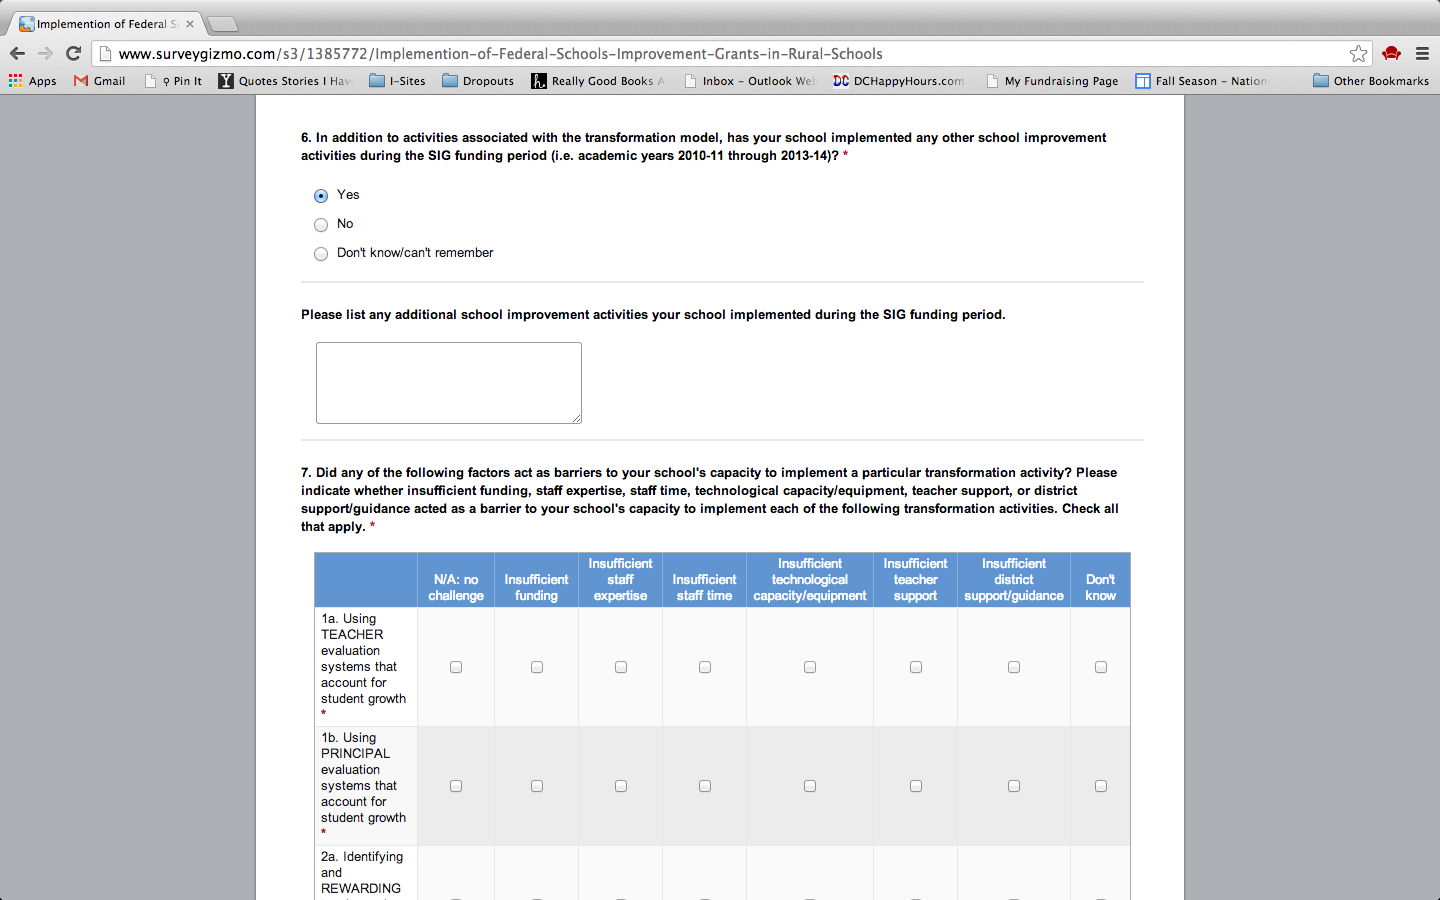 Implemention of Federal S
www.surveygizmo.com/s3/1385772/Implemention-of-Federal-Schools-Improvement-Grants-in-Rural-Schools
Apps Gmail Pin It Quotes Stories I Hav I-Sites Dropouts Really Good Books A Inbox – Outlook We DCHappyHours.com My Fundraising Page Fall Season – Nation Other Bookmarks
6. In addition to activities associated with the transformation model, has your school implemented any other school improvement
activities during the SIG funding period (i.e. academic years 2010-11 through 2013-14)? *
Yes
No
Don't know/can't remember
Please list any additional school improvement activities your school implemented during the SIG funding period.
7. Did any of the following factors act as barriers to your school's capacity to implement a particular transformation activity? Please
indicate whether insufficient funding, staff expertise, staff time, technological capacity/equipment, teacher support, or district
support/guidance acted as a barrier to your school's capacity to implement each of the following transformation activities. Check all
that apply. *
N/A: no
challenge
Insufficient
funding
Insufficient
staff
expertise
Insufficient
staff time
Insufficient
technological
capacity/equipment
Insufficient
teacher
support
Insufficient
district
support/guidance
Don't
know
1a. Using
TEACHER
evaluation
systems that
account for
student growth
*
1b. Using
PRINCIPAL
evaluation
systems that
account for
student growth
*
2a. Identifying
and
REWARDING